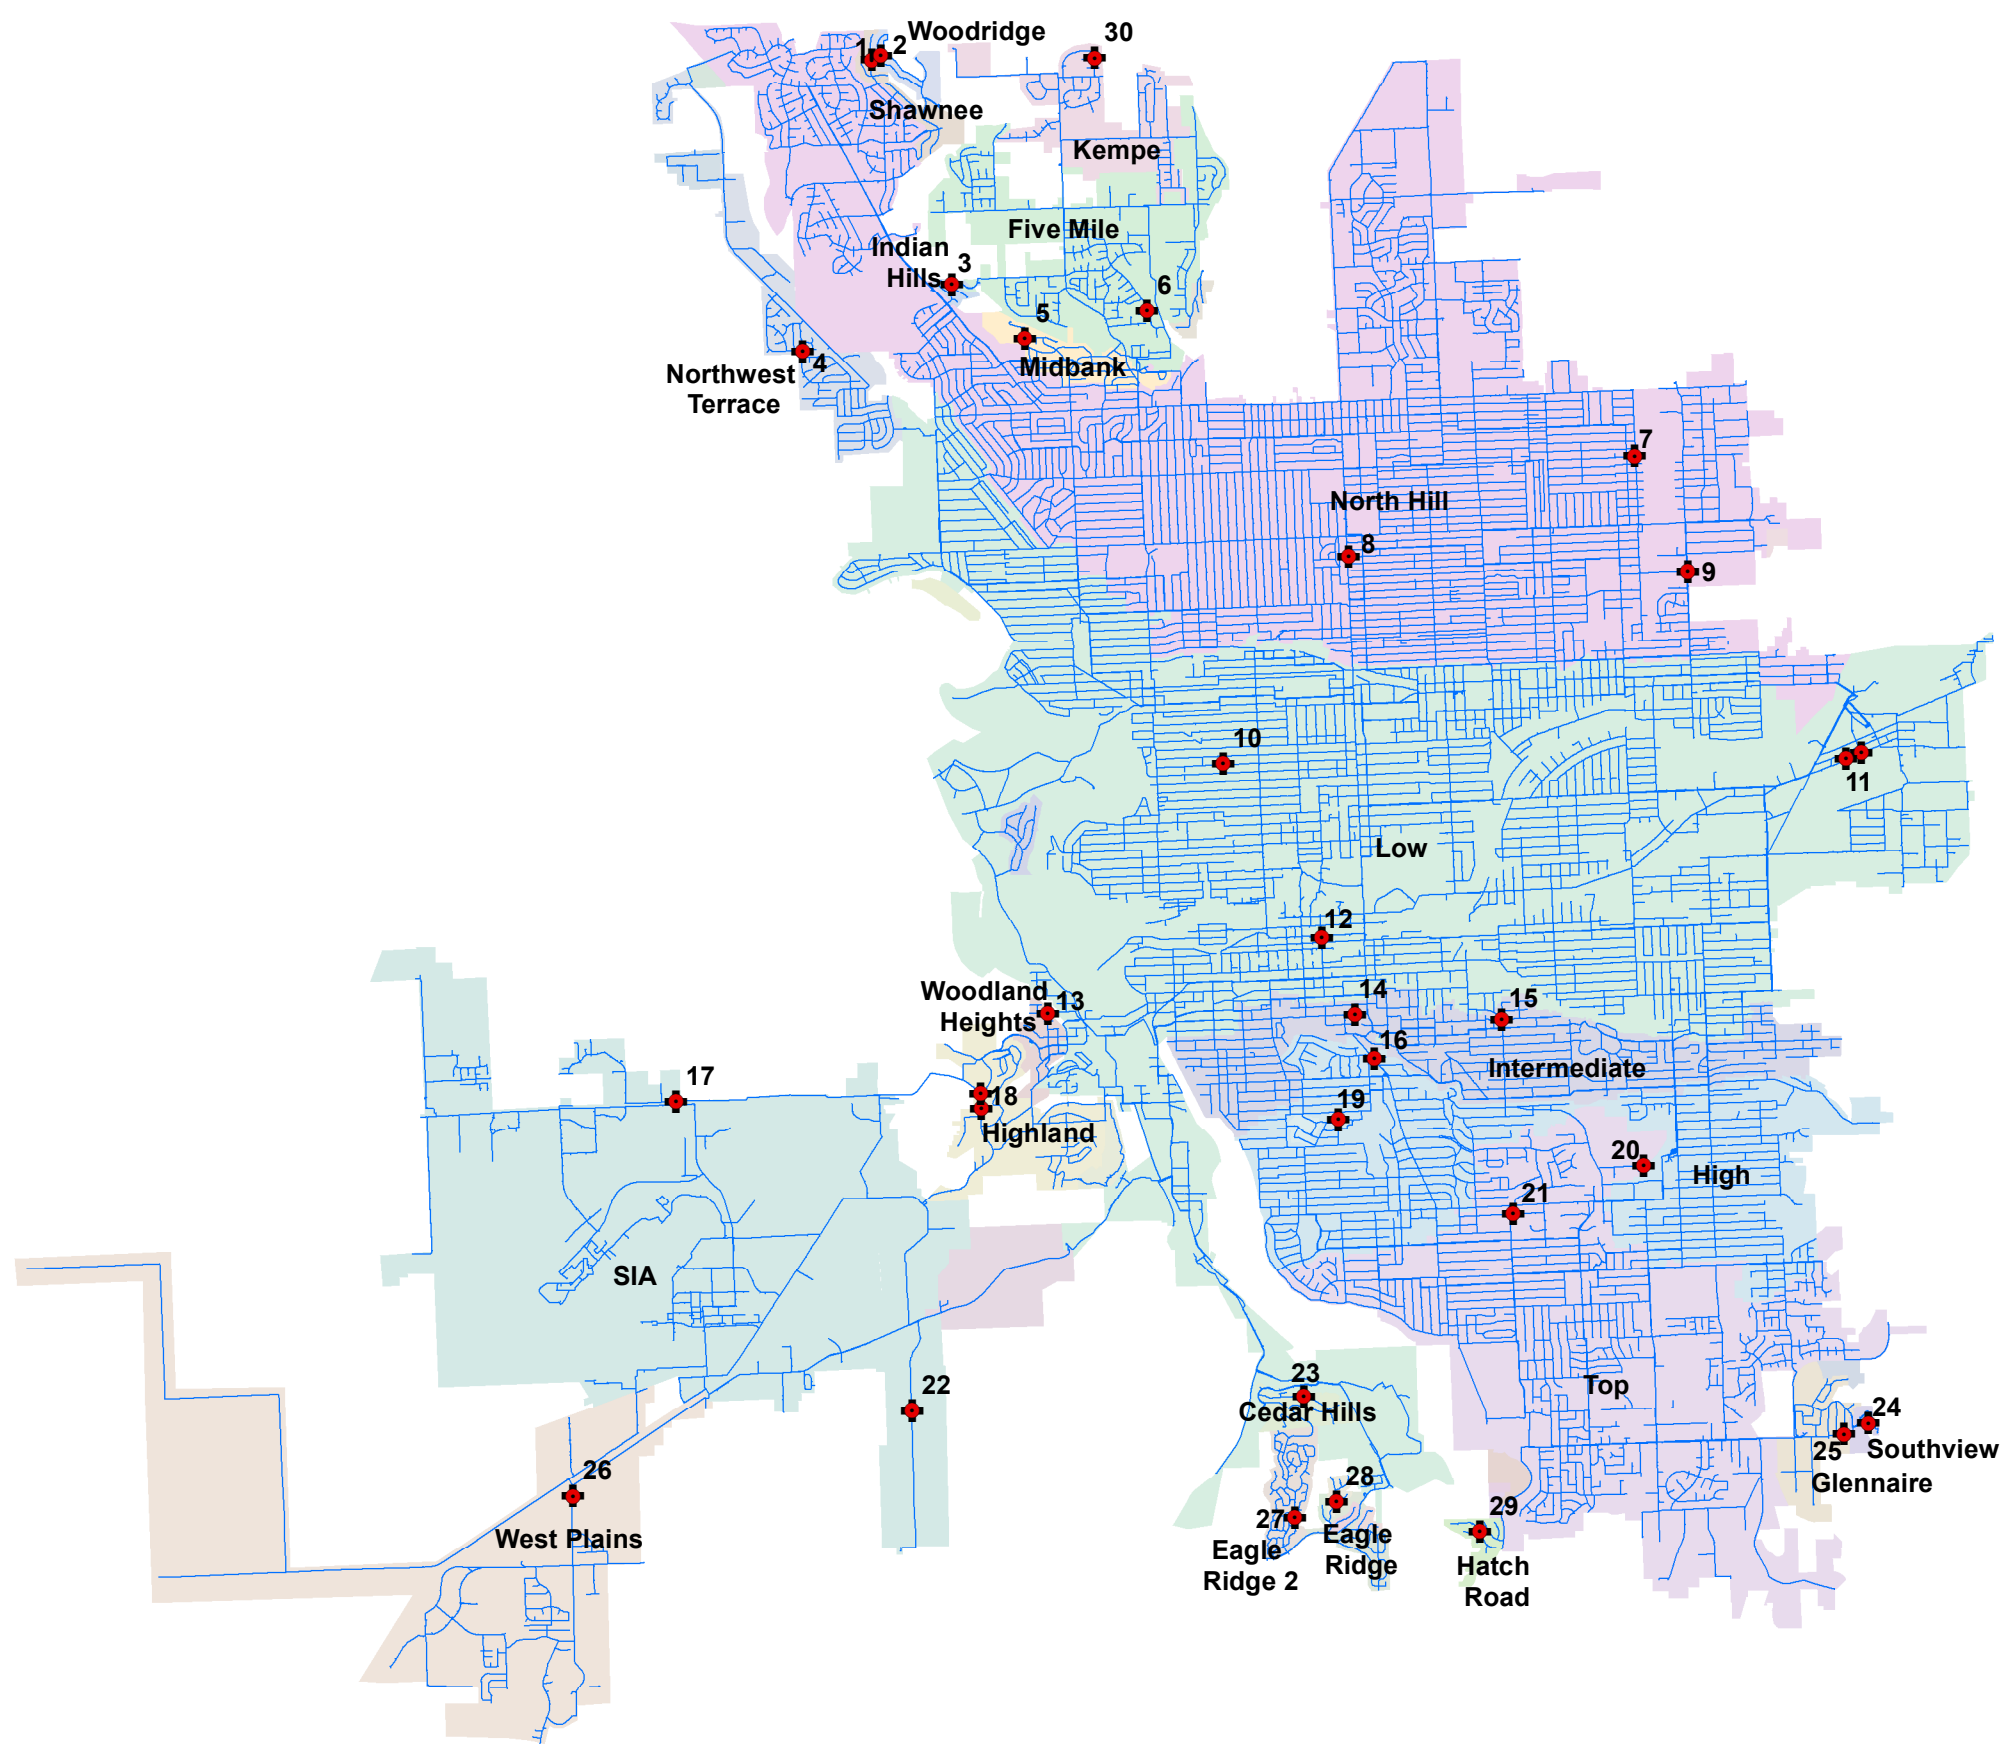 Woodridge
30
1
2
Shawnee
Kempe
Five Mile
Indian
Hills
3
6
5
Midbank
4
Northwest
Terrace
7
North Hill
8
9
10
11
Low
12
Woodland
Heights
13
14
15
16
Intermediate
17
18
19
Highland
20
High
21
SIA
22
23
Cedar Hills
Top
24
25
Southview
Glennaire
26
West Plains
28
27
Eagle
Ridge
Eagle
Ridge 2
29
Hatch
Road